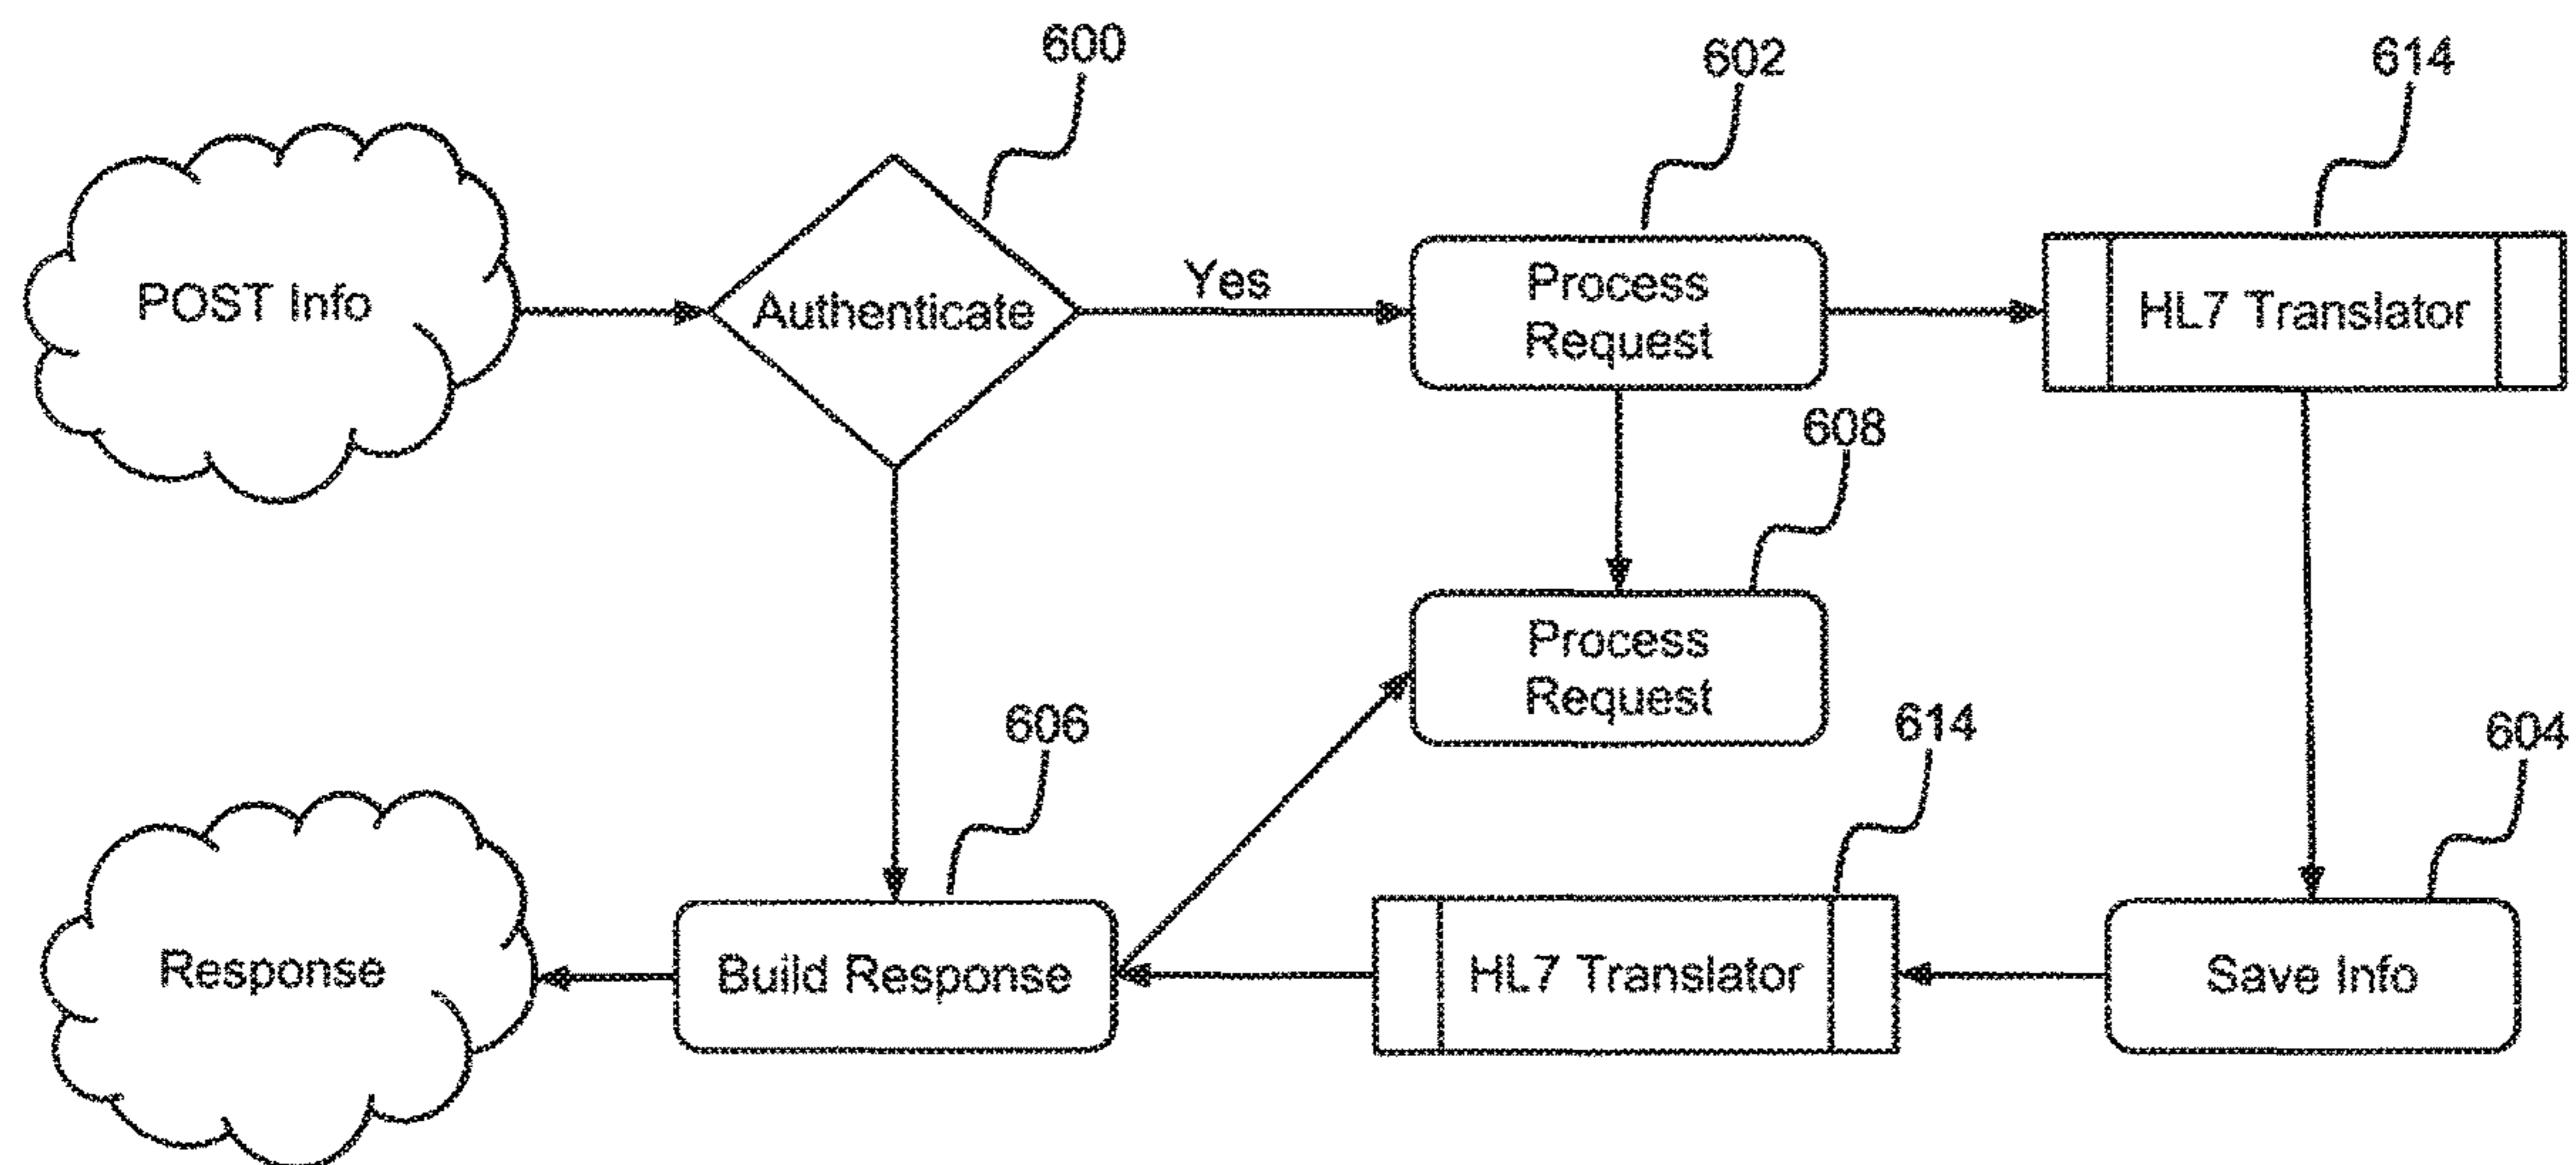 600
602
614
POST Info
Authenticate
Yes
Process
Request
HL7 Translator
608
Process
Request
606
614
604
Response
Build Response
HL7 Translator
Save Info